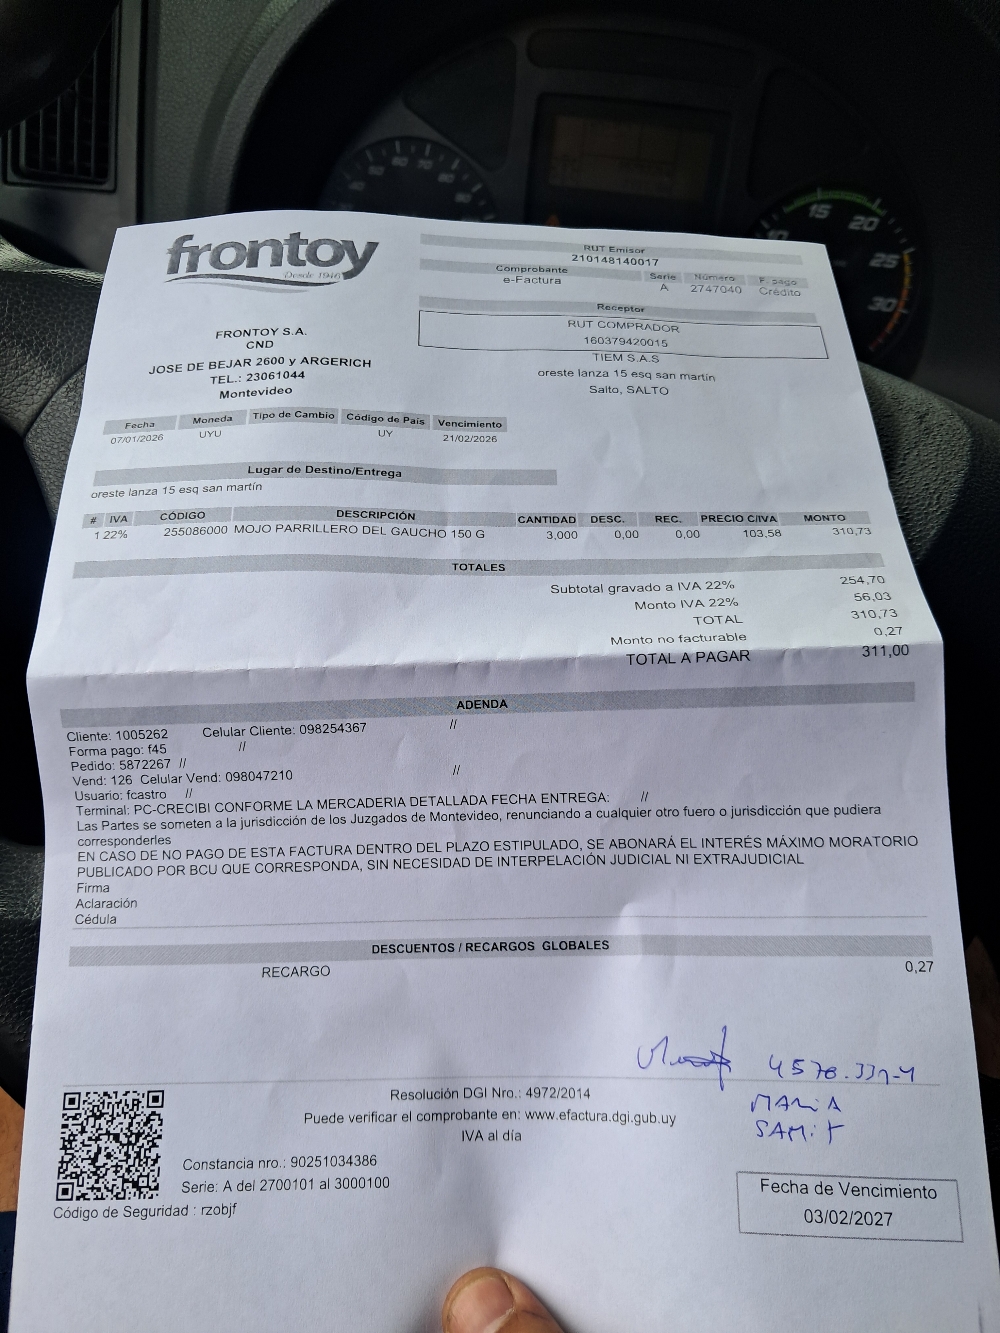 frontoy
Desde 1946
RUT Emisor
210148140017
Comprobante Serie Número F. pago
e-Factura A 2747040 Crédito
Receptor
RUT COMPRADOR
160379420015
TIEM S.A.S
oreste lanza 15 esq san martín
Salto, SALTO
FRONTOY S.A.
CND
JOSE DE BEJAR 2600 y ARGERICH
TEL.: 23061044
Montevideo
Fecha Moneda Tipo de Cambio Código de País Vencimiento
07/01/2026 UYU UY 21/02/2026
Lugar de Destino/Entrega
oreste lanza 15 esq san martín
# IVA CÓDIGO DESCRIPCIÓN CANTIDAD DESC. REC. PRECIO C/IVA MONTO
1 22% 255086000 MOJO PARRILLERO DEL GAUCHO 150 G 3,000 0,00 0,00 103,58 310,73
TOTALES
Subtotal gravado a IVA 22% 254,70
Monto IVA 22% 56,03
TOTAL 310,73
Monto no facturable 0,27
TOTAL A PAGAR 311,00
ADENDA
Cliente: 1005262 Celular Cliente: 098254367 //
Forma pago: f45 //
Pedido: 5872267 //
Vend: 126 Celular Vend: 098047210 //
Usuario: fcastro //
Terminal: PC-CRECIBI CONFORME LA MERCADERIA DETALLADA FECHA ENTREGA: //
Las Partes se someten a la jurisdicción de los Juzgados de Montevideo, renunciando a cualquier otro fuero o jurisdicción que pudiera
corresponderles
EN CASO DE NO PAGO DE ESTA FACTURA DENTRO DEL PLAZO ESTIPULADO, SE ABONARÁ EL INTERÉS MÁXIMO MORATORIO
PUBLICADO POR BCU QUE CORRESPONDA, SIN NECESIDAD DE INTERPELACIÓN JUDICIAL NI EXTRAJUDICIAL
Firma
Aclaración
Cédula
DESCUENTOS / RECARGOS GLOBALES
RECARGO 0,27
MARIA
Resolución DGI Nro.: 4972/2014
Puede verificar el comprobante en: www.efactura.dgi.gub.uy
IVA al día
Constancia nro.: 90251034386
Serie: A del 2700101 al 3000100
Código de Seguridad : rzobjf
Fecha de Vencimiento
03/02/2027
15
20
25
30